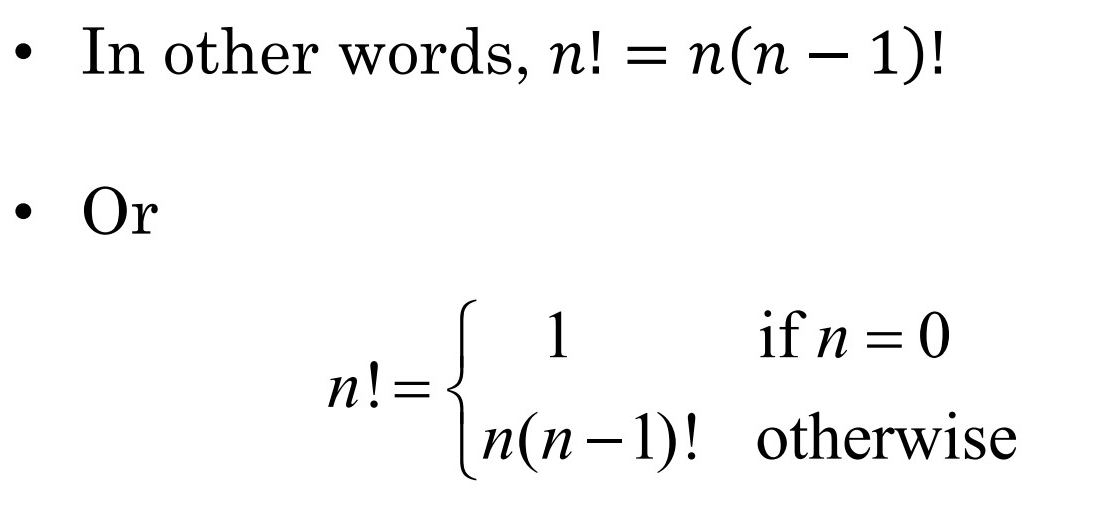 • In other words, n! = n(n − 1)!
• Or
n! = { 1 if n = 0
n(n − 1)! otherwise